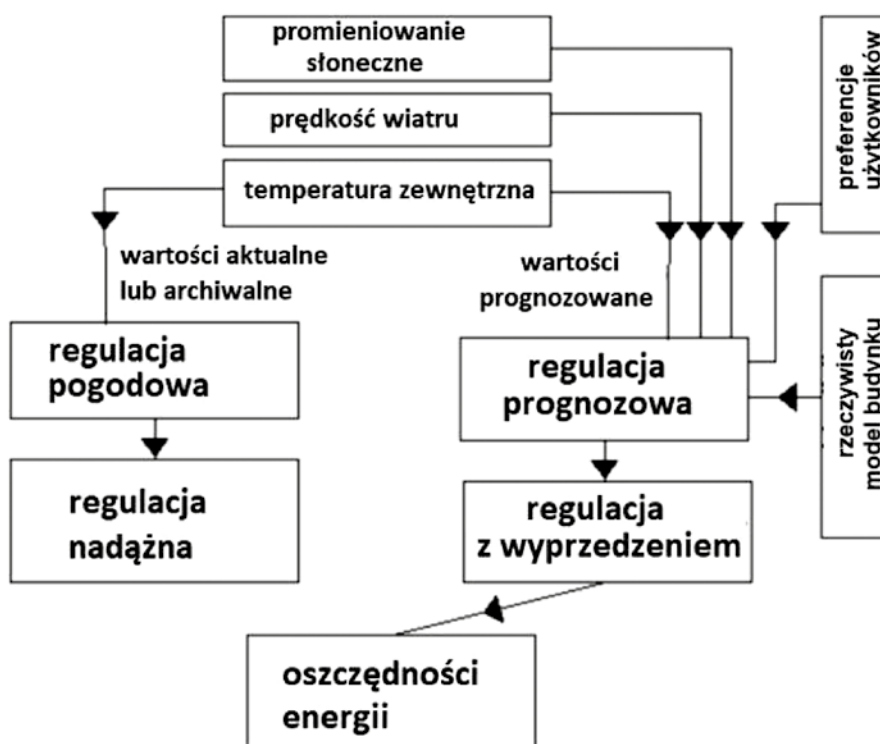 promieniowanie
słoneczne
prędkość wiatru
temperatura zewnętrzna
preferencje
użytkowników
wartości aktualne
lub archiwalne
wartości
prognozowane
regulacja
pogodowa
regulacja
prognozowa
rzeczywisty
model budynku
regulacja
nadążna
regulacja
z wyprzedzeniem
oszczędności
energii